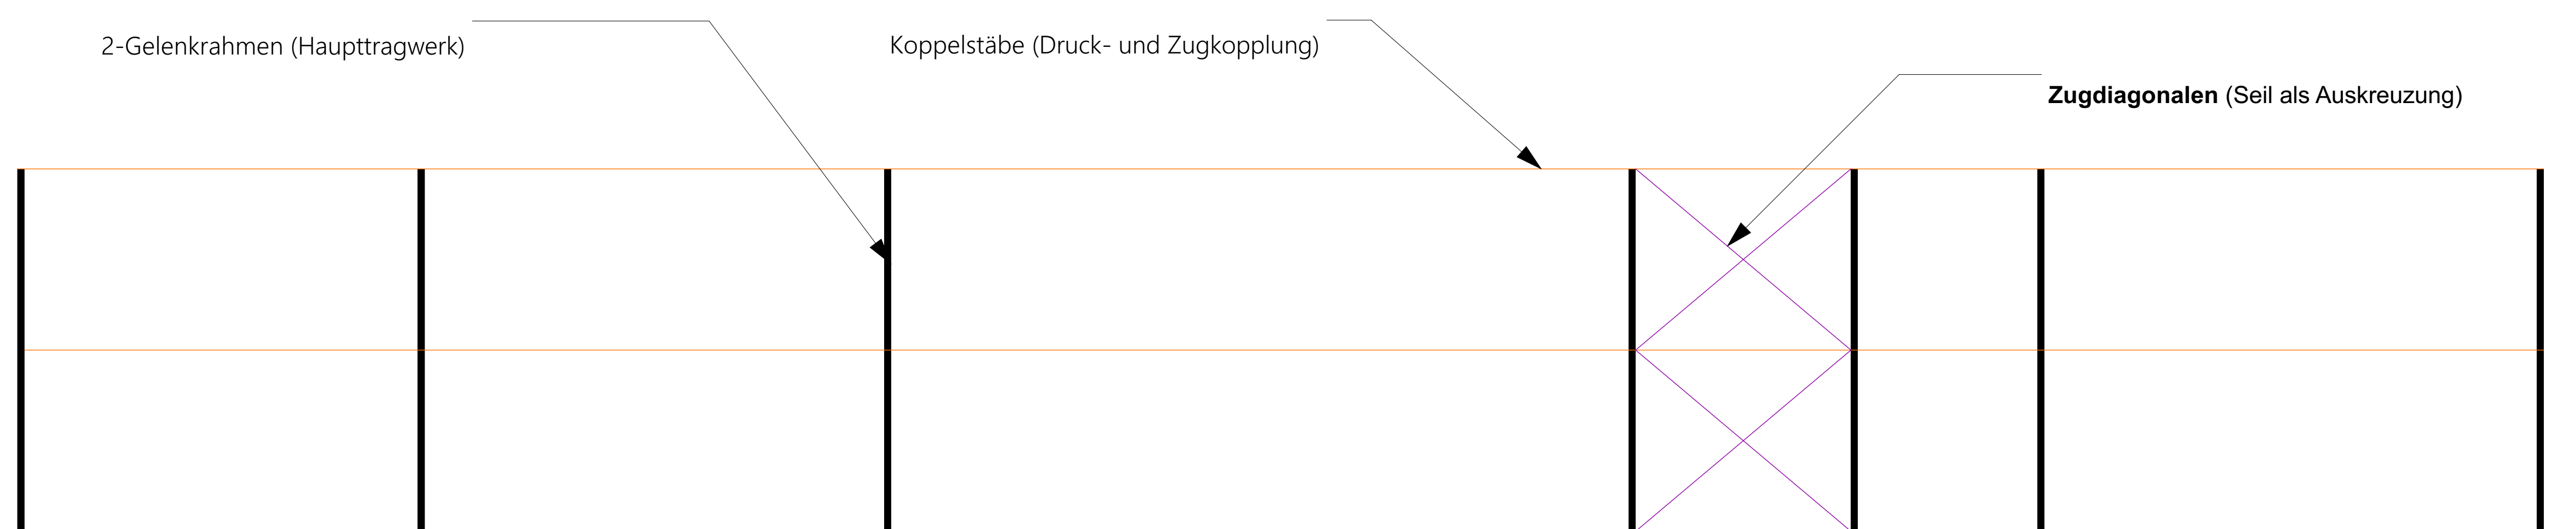 2-Gelenkrahmen (Haupttragwerk)
Koppelstäbe (Druck- und Zugkopplung)
Zugdiagonalen (Seil als Auskreuzung)